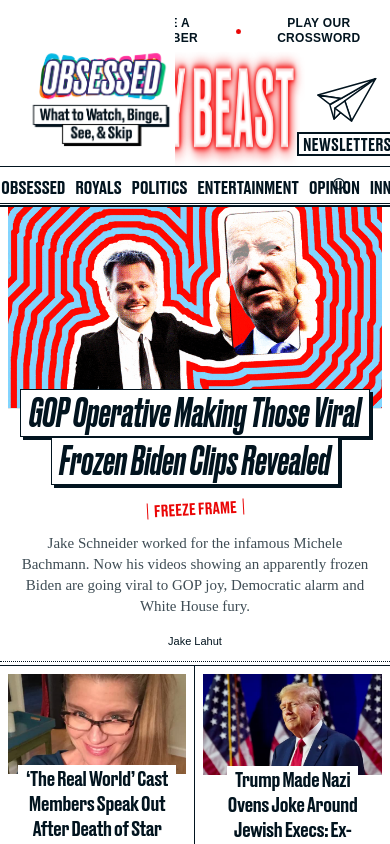 E A
BER
PLAY OUR
CROSSWORD
OBSESSED
What to Watch, Binge,
See, & Skip
Y BEAST
NEWSLETTERS
OBSESSED ROYALS POLITICS ENTERTAINMENT OPINION INN
GOP Operative Making Those Viral
Frozen Biden Clips Revealed
FREEZE FRAME
Jake Schneider worked for the infamous Michele
Bachmann. Now his videos showing an apparently frozen
Biden are going viral to GOP joy, Democratic alarm and
White House fury.
Jake Lahut
‘The Real World’ Cast
Members Speak Out
After Death of Star
Trump Made Nazi
Ovens Joke Around
Jewish Execs: Ex-